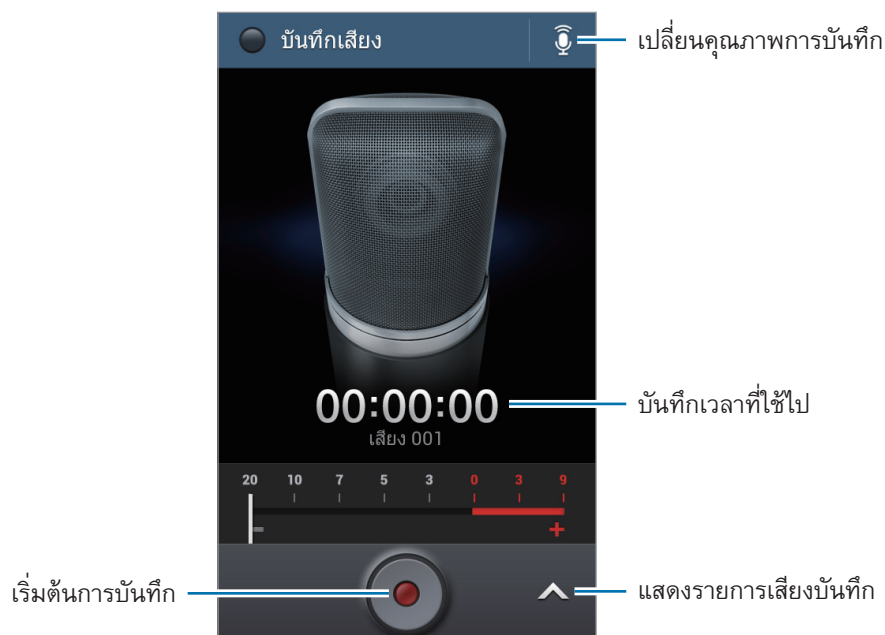 บันทึกเสียง
เปลี่ยนคุณภาพการบันทึก
00:00:00
บันทึกเวลาที่ใช้ไป
เสียง 001
20 10 7 5 3 0 3 9
- +
เริ่มต้นการบันทึก
แสดงรายการเสียงบันทึก